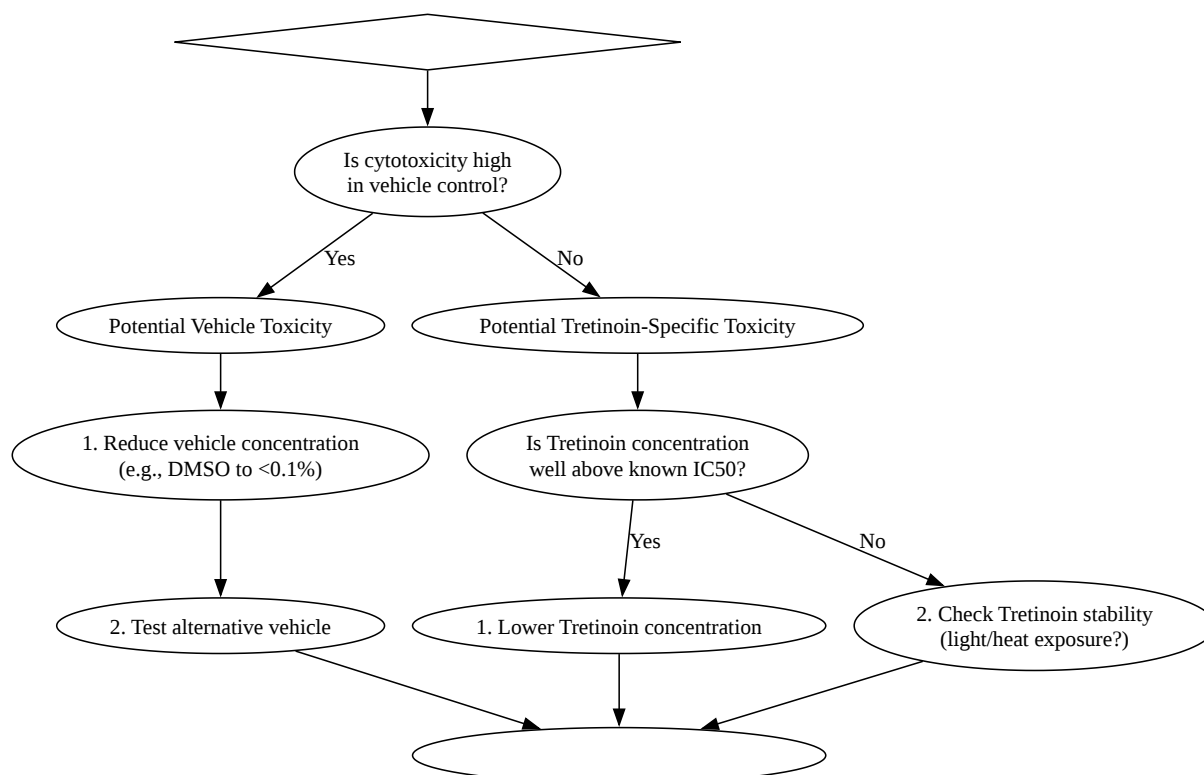 Is cytotoxicity high
in vehicle control?
Yes
No
Potential Vehicle Toxicity
Potential Tretinoin-Specific Toxicity
1. Reduce vehicle concentration
(e.g., DMSO to <0.1%)
Is Tretinoin concentration
well above known IC50?
Yes
No
2. Test alternative vehicle
1. Lower Tretinoin concentration
2. Check Tretinoin stability
(light/heat exposure?)